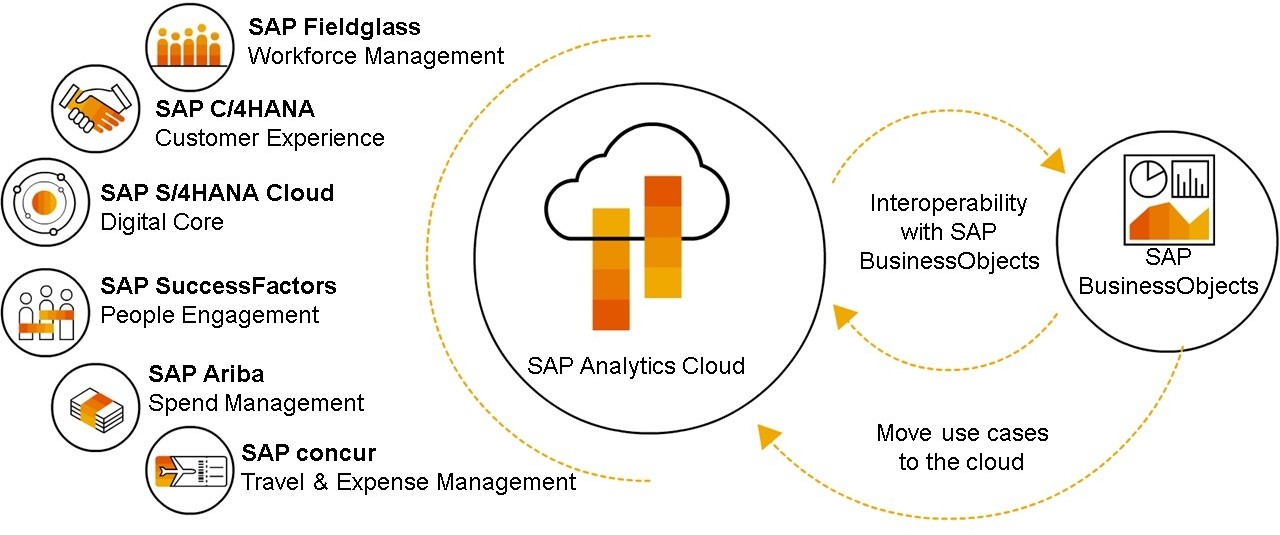 SAP Fieldglass
Workforce Management
SAP C/4HANA
Customer Experience
SAP S/4HANA Cloud
Digital Core
SAP SuccessFactors
People Engagement
SAP Ariba
Spend Management
SAP concur
Travel & Expense Management
SAP Analytics Cloud
Interoperability
with SAP
BusinessObjects
SAP
BusinessObjects
Move use cases
to the cloud